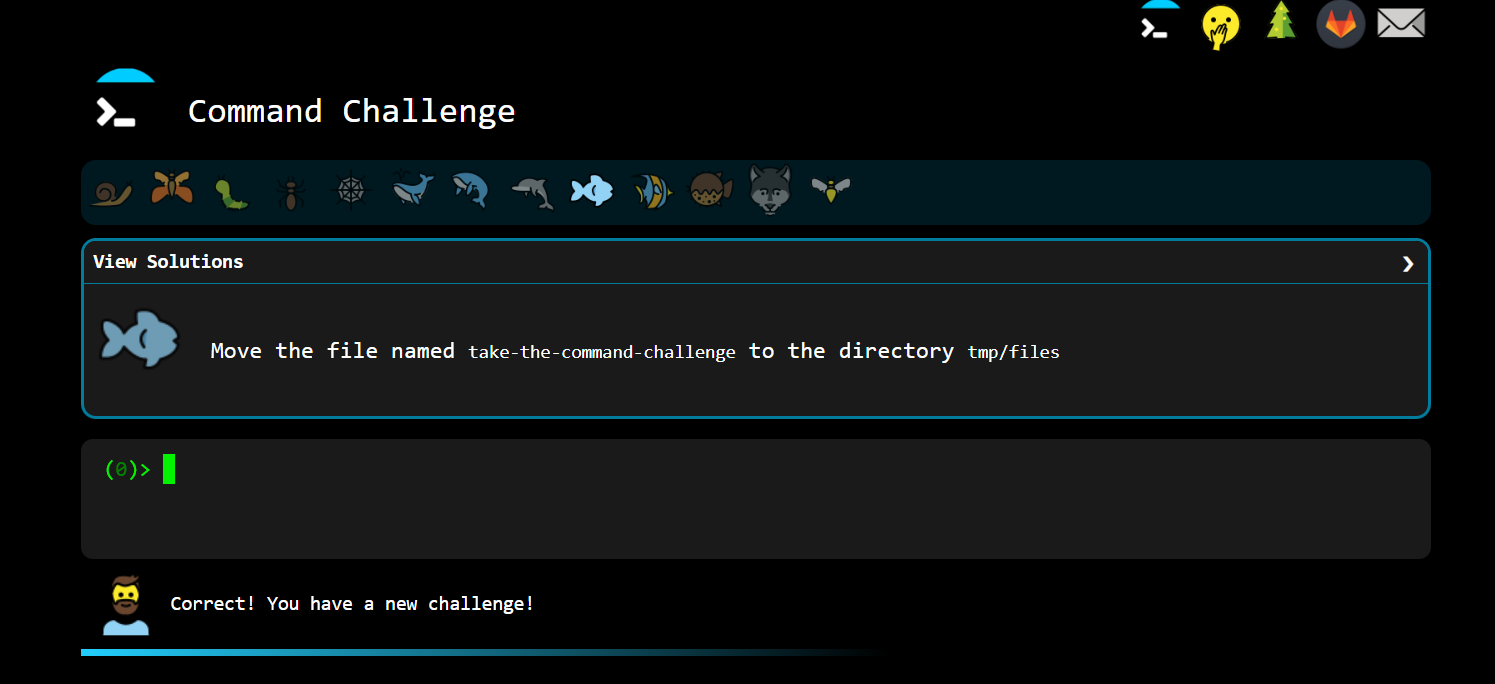 Command Challenge
View Solutions
Move the file named take-the-command-challenge to the directory tmp/files
(0)>
Correct! You have a new challenge!